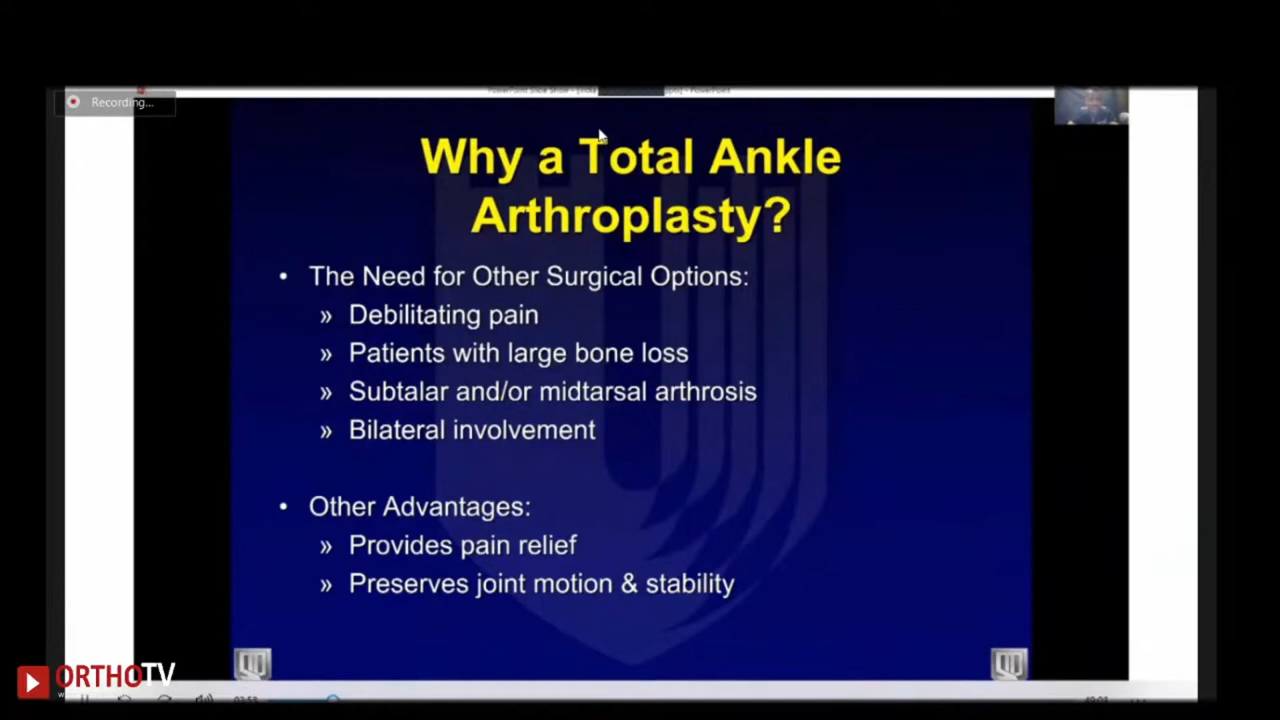 Recording...
Why a Total Ankle
Arthroplasty?
• The Need for Other Surgical Options:
» Debilitating pain
» Patients with large bone loss
» Subtalar and/or midtarsal arthrosis
» Bilateral involvement
• Other Advantages:
» Provides pain relief
» Preserves joint motion & stability
ORTHOTV